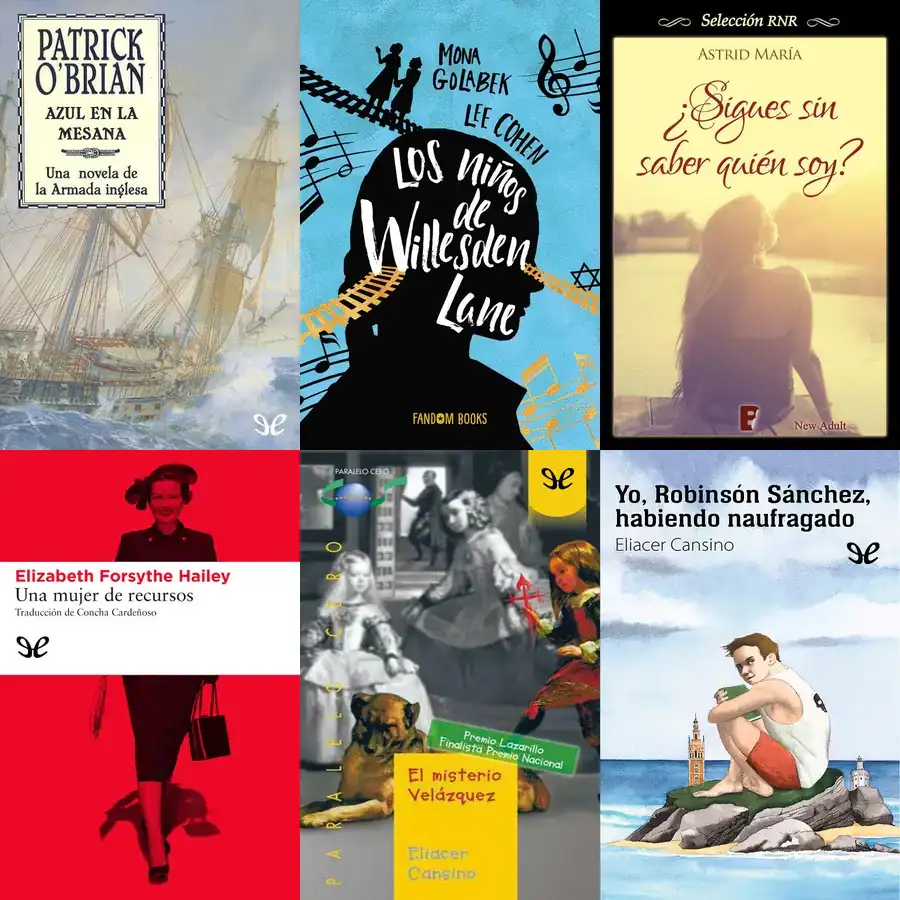 PATRICK
O'BRIAN
AZUL EN LA
MESANA
Una novela de
la Armada inglesa
MONA
GOLABEK
LEE COHEN
LOS NIÑOS
de
Willesden
Lane
FANDOM BOOKS
Selección RNR
ASTRID MARÍA
¿Sigues sin
saber quién soy?
B
New Adult
Elizabeth Forsythe Hailey
Una mujer de recursos
Traducción de Concha Cardeñoso
PARALELO CERO
PARALELO CERO
Premio Lazarillo
Finalista Premio Nacional
El misterio
Velázquez
Eliacer
Cansino
Yo, Robinsón Sánchez,
habiendo naufragado
Eliacer Cansino